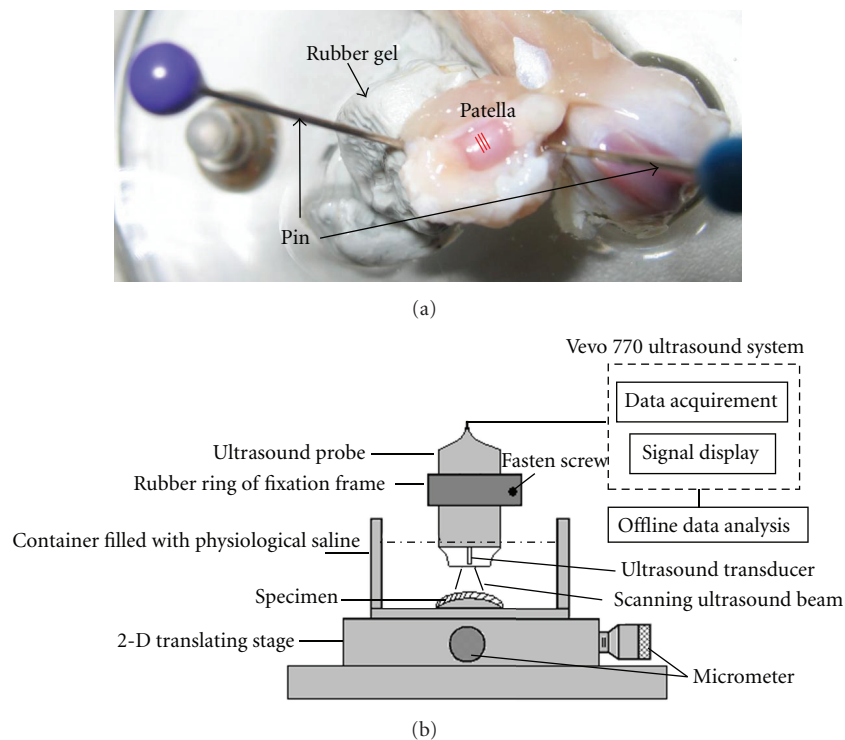 Rubber gel
Patella
Pin
(a)
Vevo 770 ultrasound system
Data acquirement
Ultrasound probe
Fasten screw
Signal display
Rubber ring of fixation frame
Offline data analysis
Container filled with physiological saline
Ultrasound transducer
Specimen
Scanning ultrasound beam
2-D translating stage
Micrometer
(b)